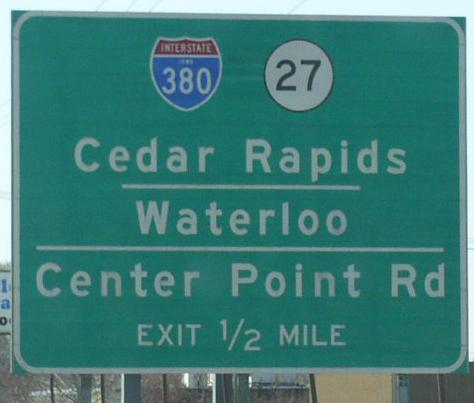 INTERSTATE
IOWA
380
27
Cedar Rapids
Waterloo
Center Point Rd
EXIT 1/2 MILE